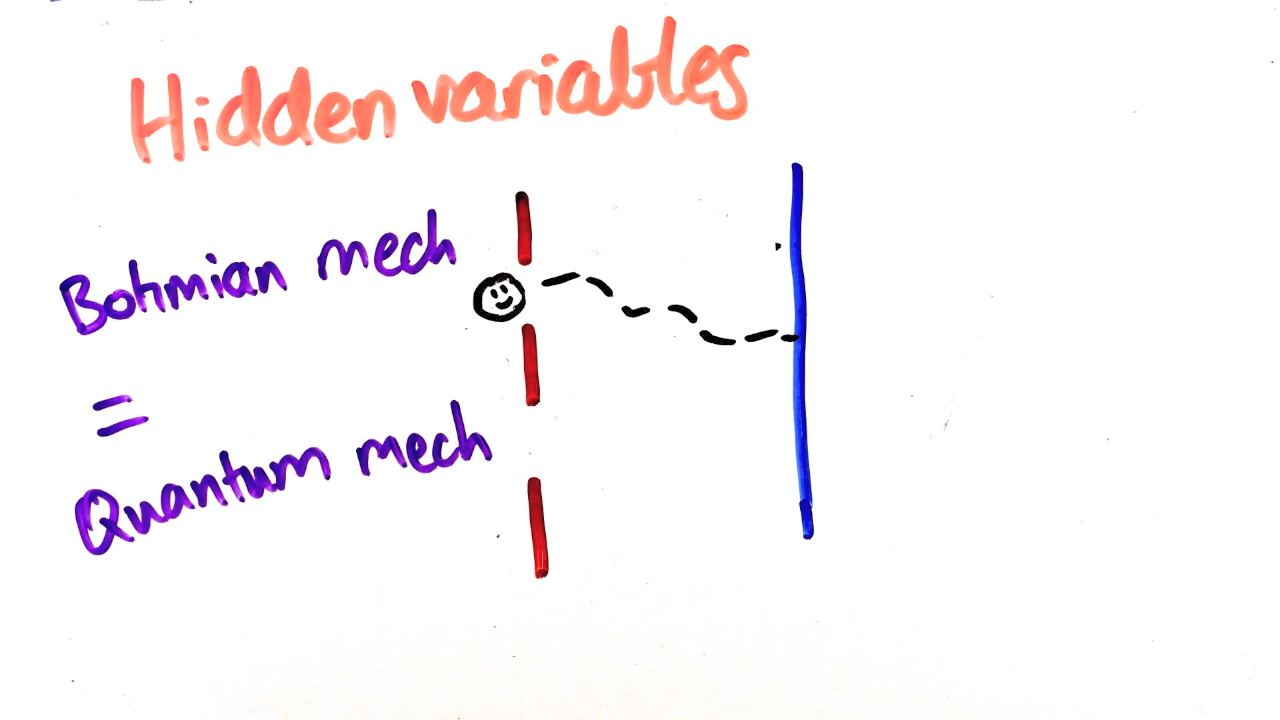 Hidden variables
Bohmian mech
=
Quantum mech